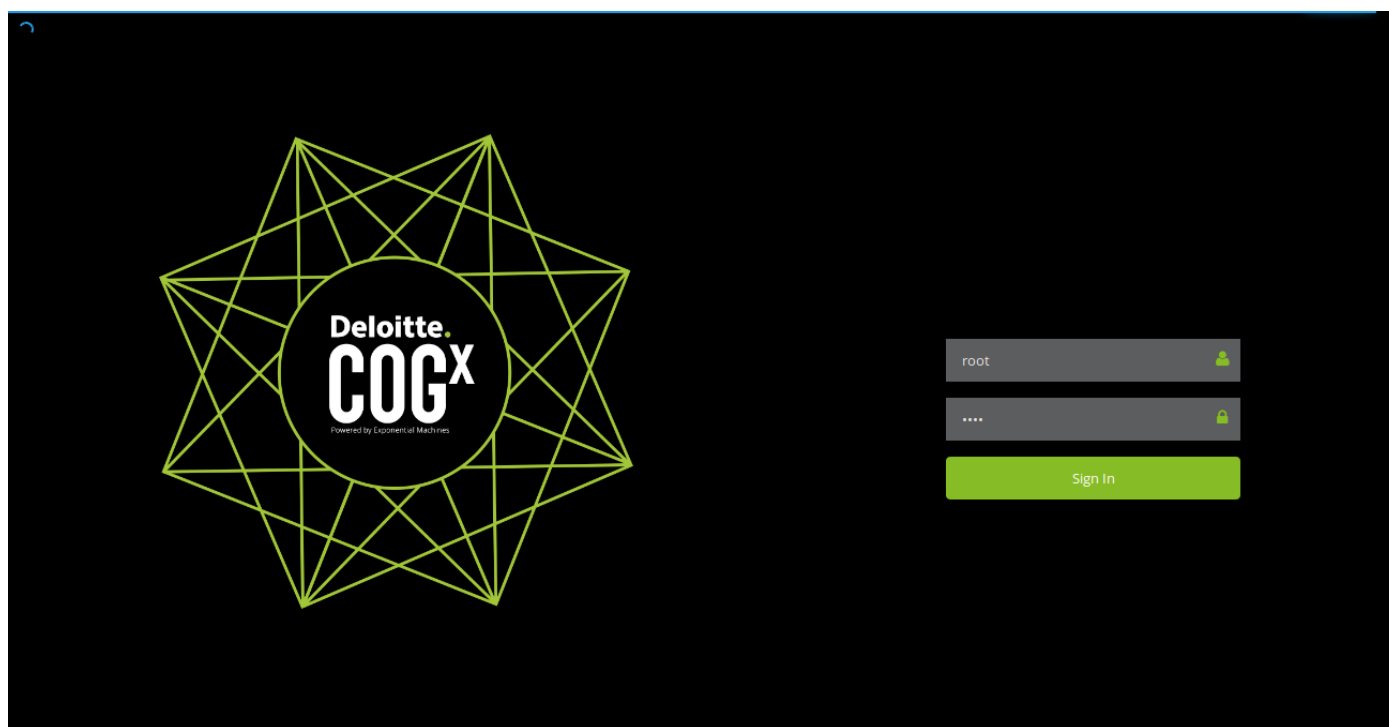 Deloitte.
COGX
Powered by Exponential Machines
root
••••
Sign In